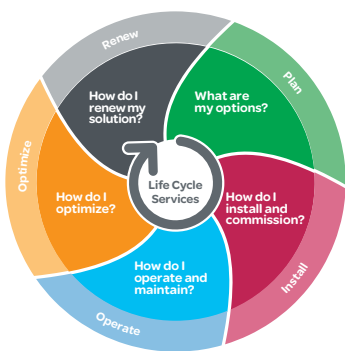 Renew
Plan
Install
Operate
Optimize
How do I
renew my
solution?
What are
my options?
How do I
install and
commission?
How do I
operate and
maintain?
How do I
optimize?
Life Cycle
Services